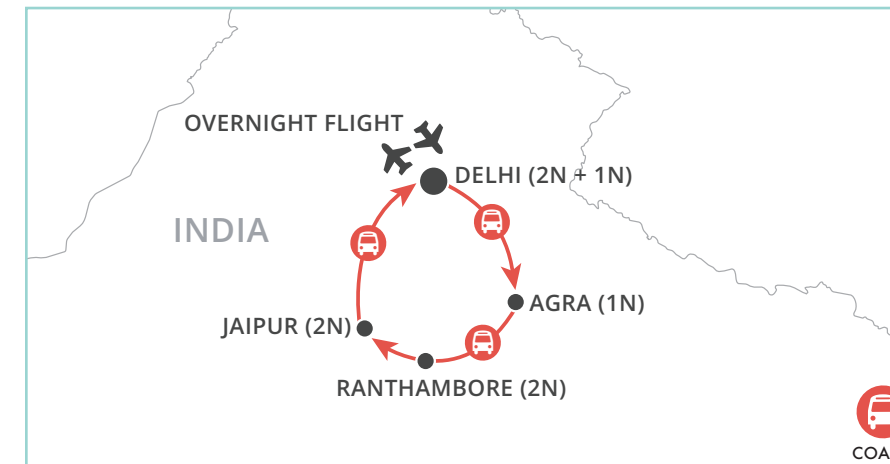 OVERNIGHT FLIGHT
DELHI (2N + 1N)
INDIA
AGRA (1N)
JAIPUR (2N)
RANTHAMBORE (2N)
COA